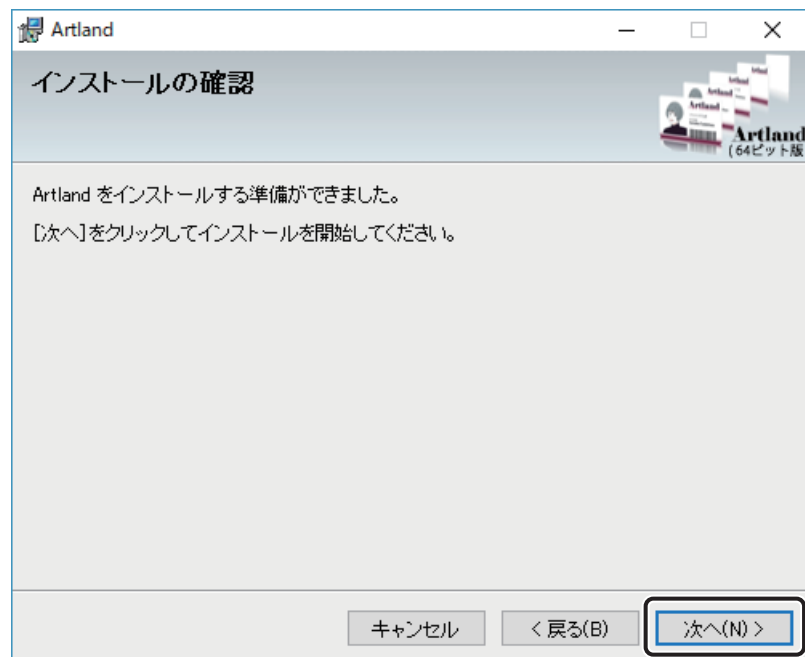 Artland
インストールの確認
Artland
(64ビット版
Artland をインストールする準備ができました。
[次へ]をクリックしてインストールを開始してください。
キャンセル
< 戻る(B)
次へ(N) >